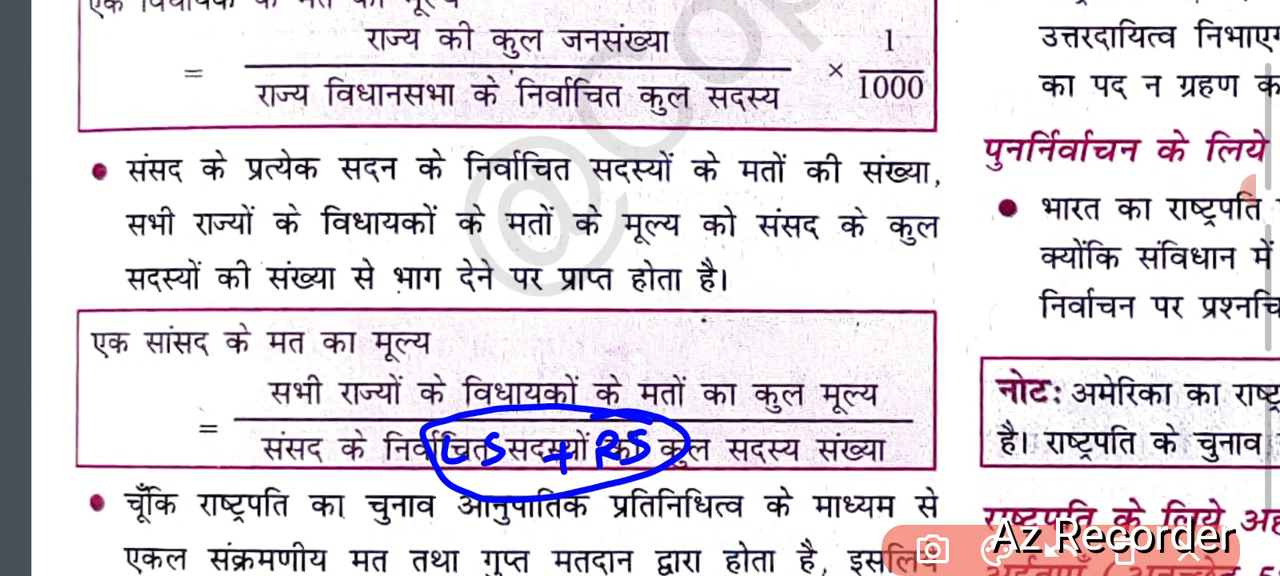 एक विधायक के मत का मूल्य
= राज्य की कुल जनसंख्या / राज्य विधानसभा के निर्वाचित कुल सदस्य × 1/1000
• संसद के प्रत्येक सदन के निर्वाचित सदस्यों के मतों की संख्या,
सभी राज्यों के विधायकों के मतों के मूल्य को संसद के कुल
सदस्यों की संख्या से भाग देने पर प्राप्त होता है।
एक सांसद के मत का मूल्य
सभी राज्यों के विधायकों के मतों का कुल मूल्य
=
संसद के निर्वाचित सदस्यों की कुल सदस्य संख्या
LS + RS
• चूँकि राष्ट्रपति का चुनाव आनुपातिक प्रतिनिधित्व के माध्यम से
एकल संक्रमणीय मत तथा गुप्त मतदान द्वारा होता है, इसलिये
उत्तरदायित्व निभाए
का पद न ग्रहण
पुनर्निर्वाचन के लिये
• भारत का राष्ट्रपति
क्योंकि संविधान में
निर्वाचन पर
नोट: अमेरिका का
है। राष्ट्रपति के चुनाव
राष्ट्रपति के लिये
Az Recorder